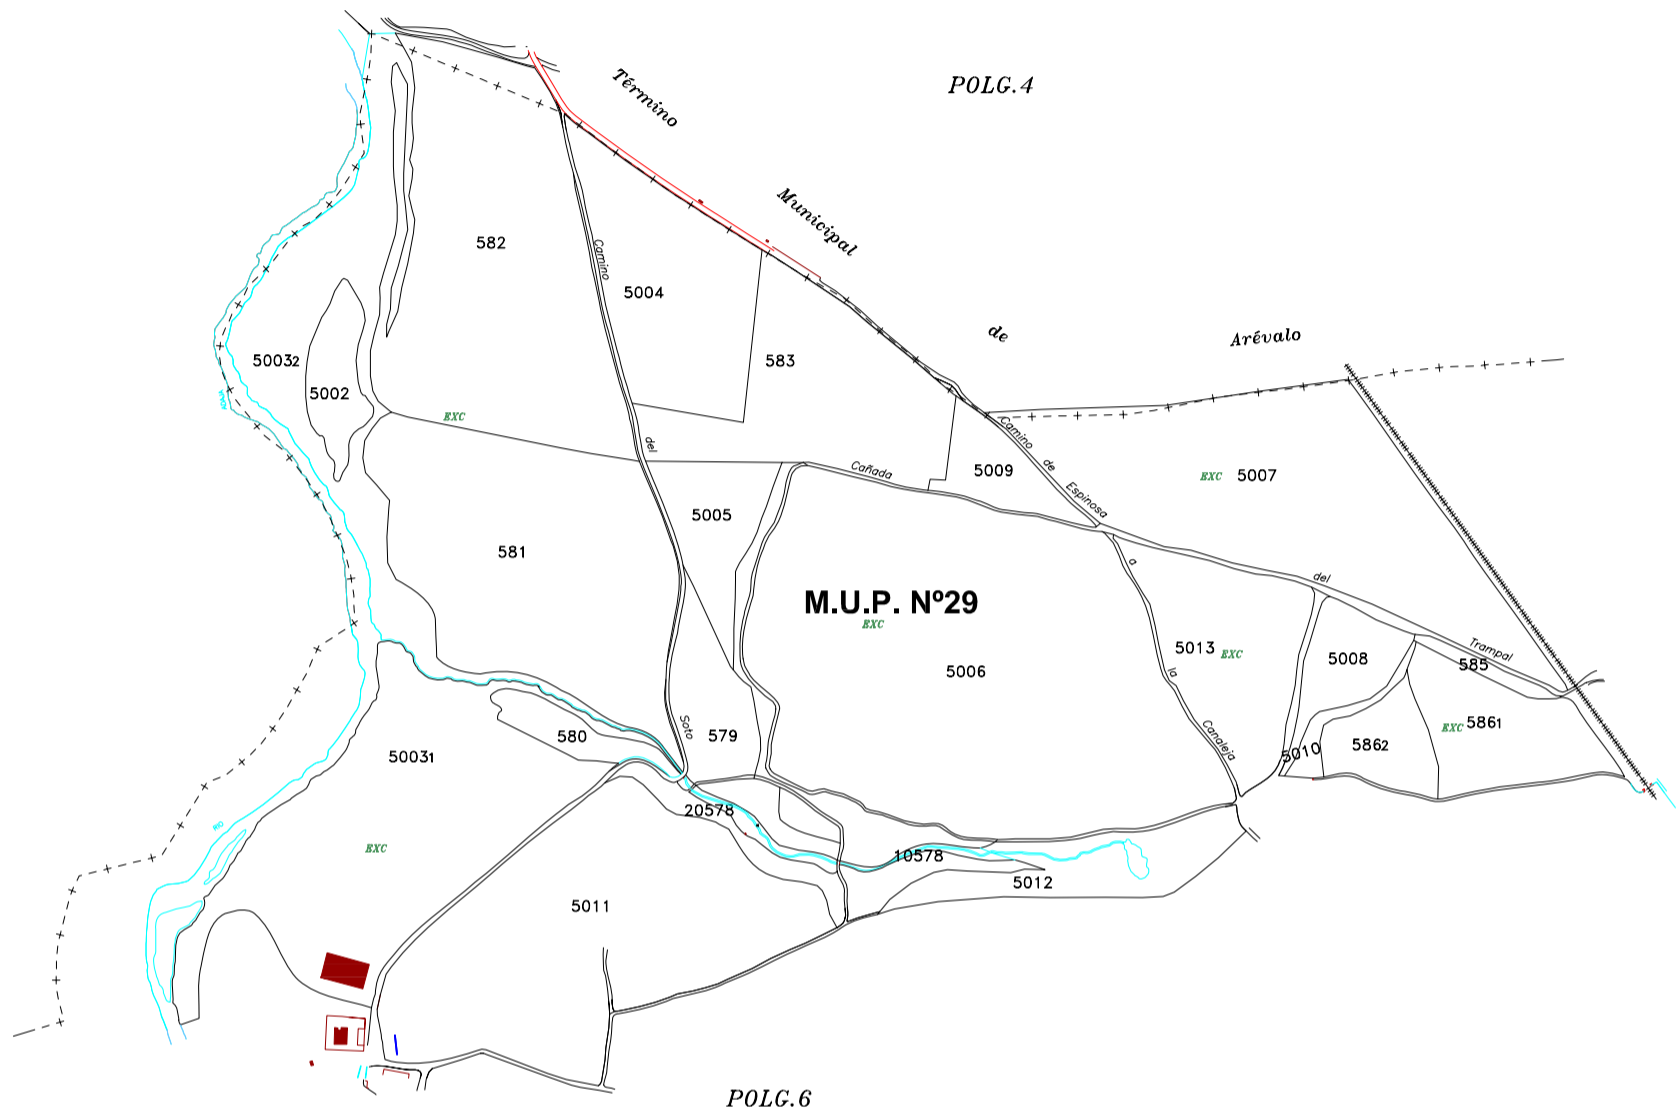 POLG.4
Término
Municipal
de
Arévalo
582
Camino
5004
583
5003₂
5002
EXC
del
Cañada
5009
Camino
de
Espinosa
EXC
5007
5005
581
a
del
M.U.P. Nº29
EXC
5013
EXC
5008
Trampal
585
5006
la
Soto
579
580
Canaleja
EXC
586₁
586₂
5010
5003₁
20578
RIO
EXC
10578
5012
5011
POLG.6